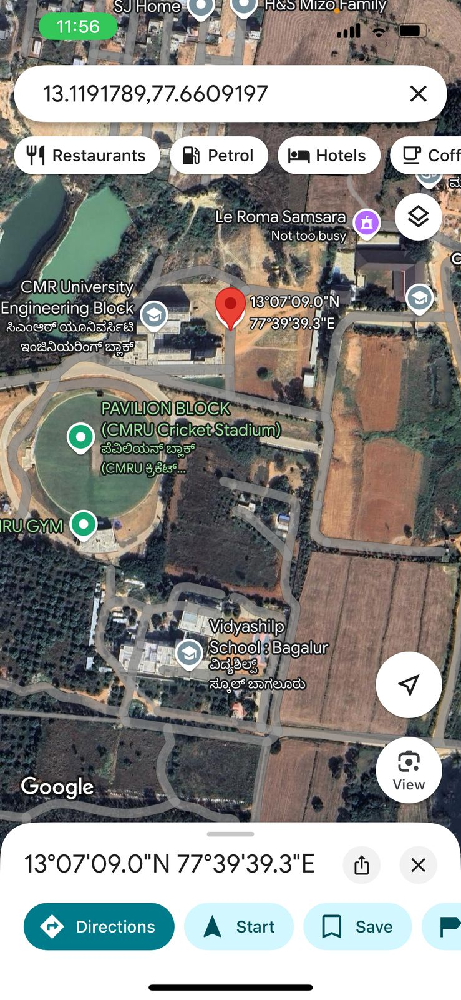 SJ Home
H&S Mizo Family
11:56
13.1191789,77.6609197
Restaurants
Petrol
Hotels
Coff
Le Roma Samsara
Not too busy
CMR University
Engineering Block
ಸಿಎಂಆರ್ ಯೂನಿವರ್ಸಿಟಿ
ಇಂಜಿನಿಯರಿಂಗ್ ಬ್ಲಾಕ್
13°07'09.0"N
77°39'39.3"E
PAVILION BLOCK
(CMRU Cricket Stadium)
ಪೆವಿಲಿಯನ್ ಬ್ಲಾಕ್
(CMRU ಕ್ರಿಕೆಟ್...
RU GYM
Vidyashilp
School : Bagalur
ವಿದ್ಯಶಿಲ್ಪ್
ಸ್ಕೂಲ್ ಬಾಗಲೂರು
View
Google
13°07'09.0"N 77°39'39.3"E
Directions
Start
Save